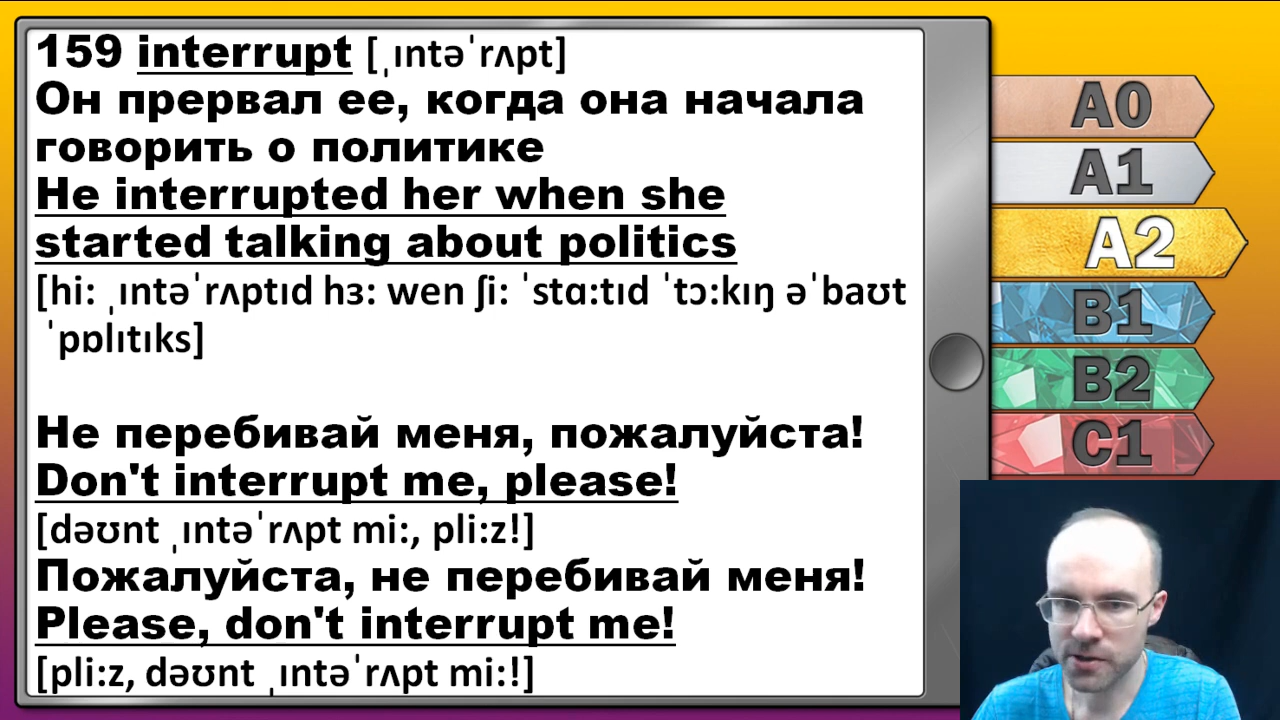 159 interrupt [ˌɪntəˈrʌpt]
Он прервал ее, когда она начала
говорить о политике
He interrupted her when she
started talking about politics
[hi: ˌɪntəˈrʌptɪd hɜ: wen ʃi: ˈstɑ:tɪd ˈtɔ:kɪŋ əˈbaʊt
ˈpɒlɪtɪks]
Не перебивай меня, пожалуйста!
Don't interrupt me, please!
[dəʊnt ˌɪntəˈrʌpt mi:, pli:z!]
Пожалуйста, не перебивай меня!
Please, don't interrupt me!
[pli:z, dəʊnt ˌɪntəˈrʌpt mi:!]
A0
A1
A2
B1
B2
C1